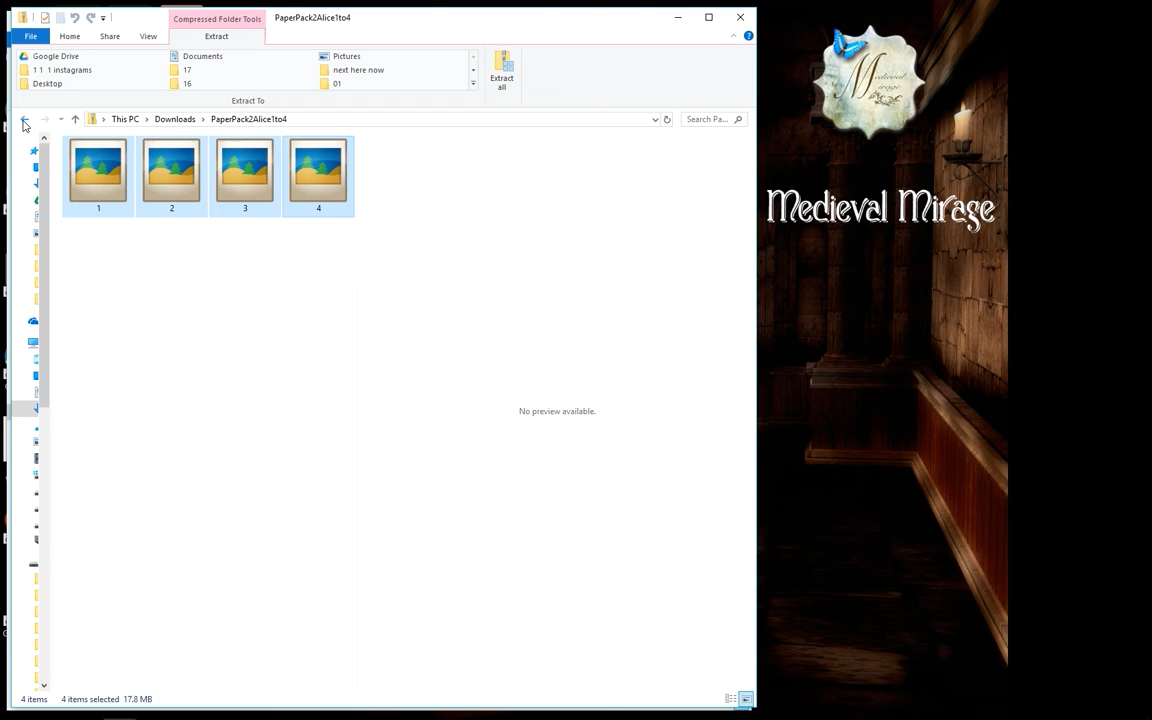 Compressed Folder Tools
PaperPack2Alice1to4
File
Home
Share
View
Extract
Google Drive
Documents
Pictures
1 1 1 instagrams
17
next here now
Desktop
16
01
Extract all
Extract To
This PC > Downloads > PaperPack2Alice1to4
Search Pa...
1
2
3
4
No preview available.
4 items
4 items selected 17.8 MB
Medieval
Mirage
Medieval Mirage